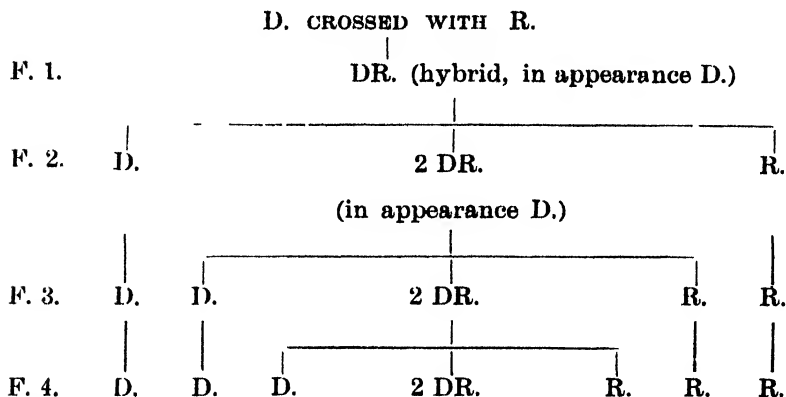 D. CROSSED WITH R.
F. 1. DR. (hybrid, in appearance D.)
F. 2. D. 2 DR. R.
(in appearance D.)
F. 3. D. D. 2 DR. R. R.
F. 4. D. D. D. 2 DR. R. R. R.